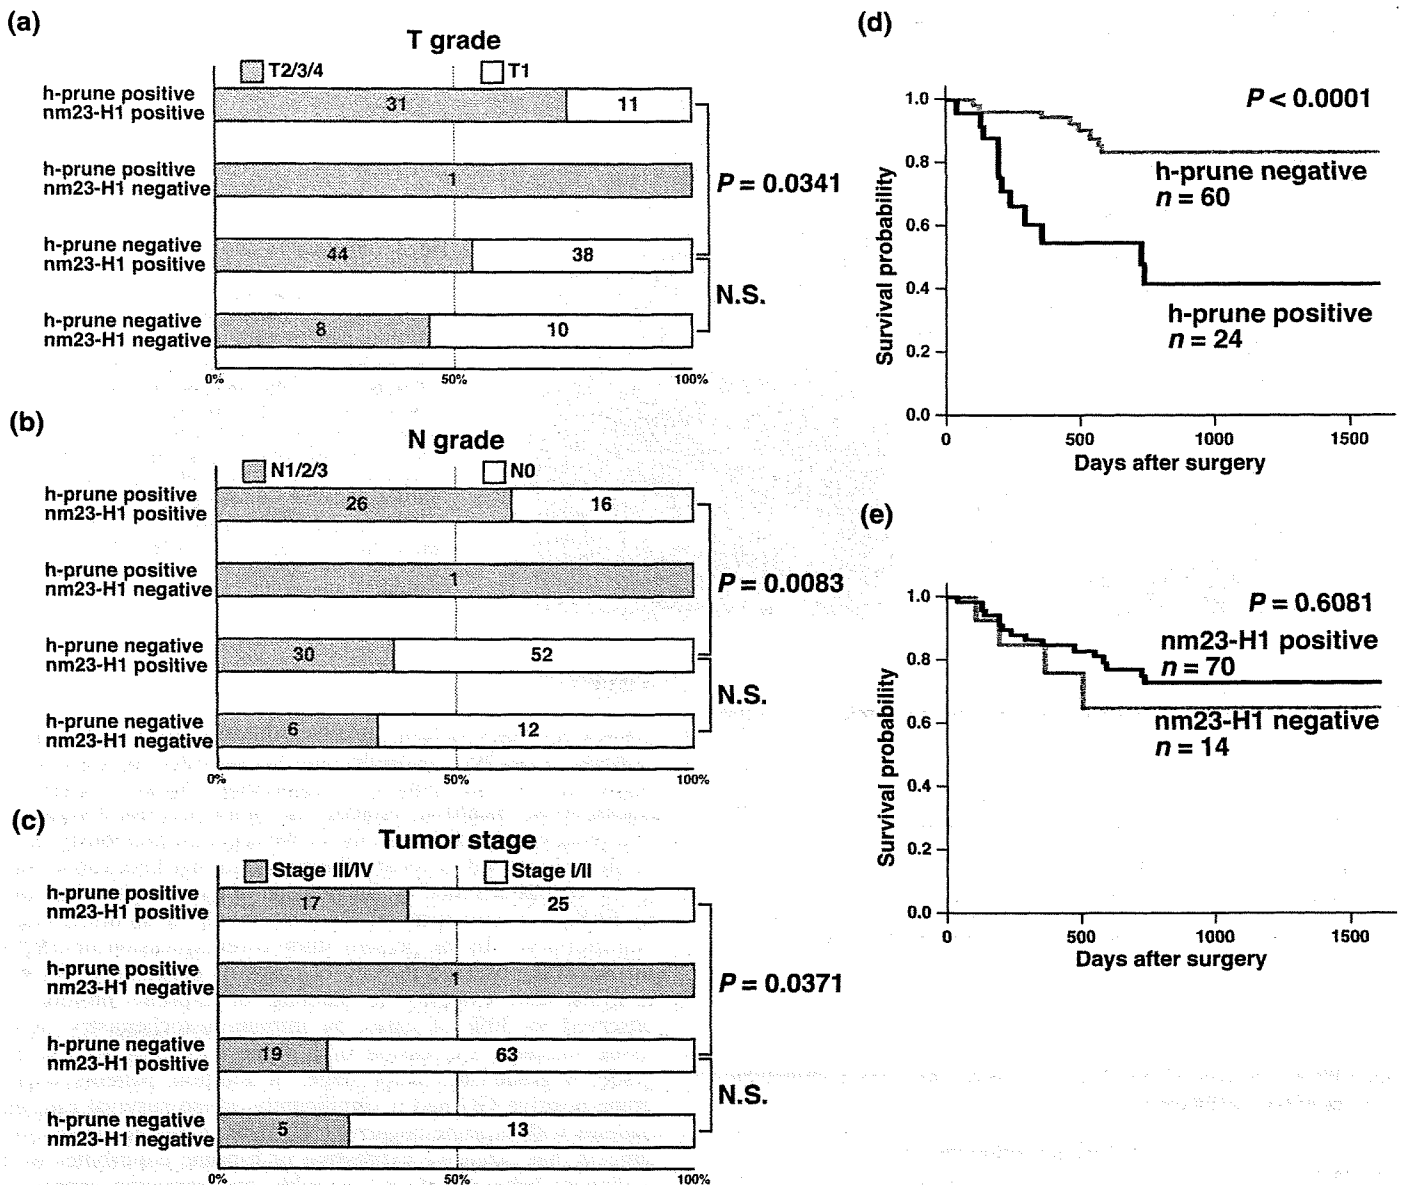 (a)
T grade
T2/3/4
T1
h-prune positive
nm23-H1 positive
31
11
h-prune positive
nm23-H1 negative
1
P = 0.0341
h-prune negative
nm23-H1 positive
44
38
N.S.
h-prune negative
nm23-H1 negative
8
10
0%
50%
100%
(b)
N grade
N1/2/3
N0
h-prune positive
nm23-H1 positive
26
16
h-prune positive
nm23-H1 negative
1
P = 0.0083
h-prune negative
nm23-H1 positive
30
52
N.S.
h-prune negative
nm23-H1 negative
6
12
0%
50%
100%
(c)
Tumor stage
Stage III/IV
Stage I/II
h-prune positive
nm23-H1 positive
17
25
h-prune positive
nm23-H1 negative
1
P = 0.0371
h-prune negative
nm23-H1 positive
19
63
N.S.
h-prune negative
nm23-H1 negative
5
13
0%
50%
100%
(d)
P < 0.0001
1.0
0.8
0.6
0.4
0.2
0.0
Survival probability
h-prune negative
n = 60
h-prune positive
n = 24
0
500
1000
1500
Days after surgery
(e)
P = 0.6081
1.0
0.8
0.6
0.4
0.2
0.0
Survival probability
nm23-H1 positive
n = 70
nm23-H1 negative
n = 14
0
500
1000
1500
Days after surgery